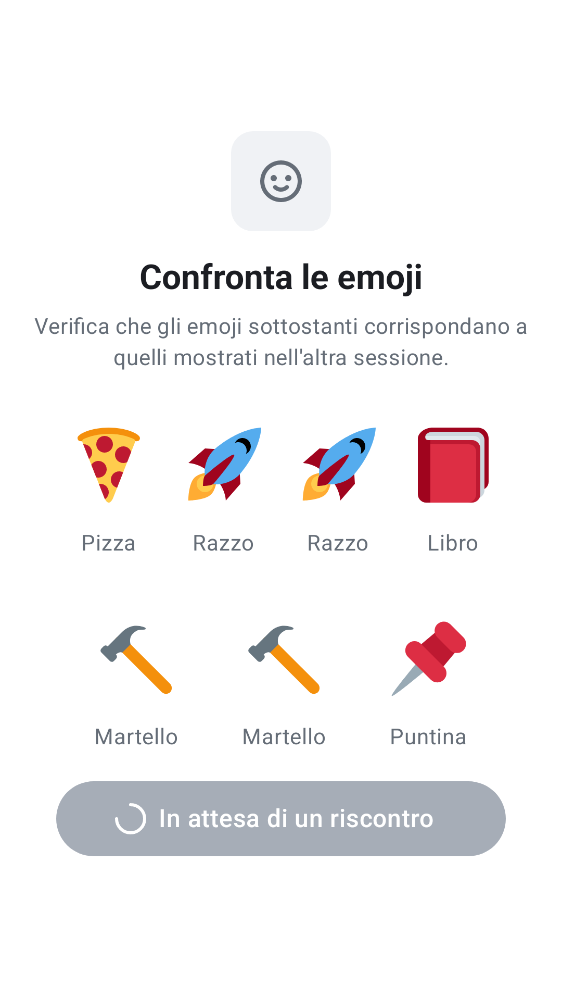 Confronta le emoji
Verifica che gli emoji sottostanti corrispondano a
quelli mostrati nell'altra sessione.
Pizza Razzo Razzo Libro
Martello Martello Puntina
In attesa di un riscontro